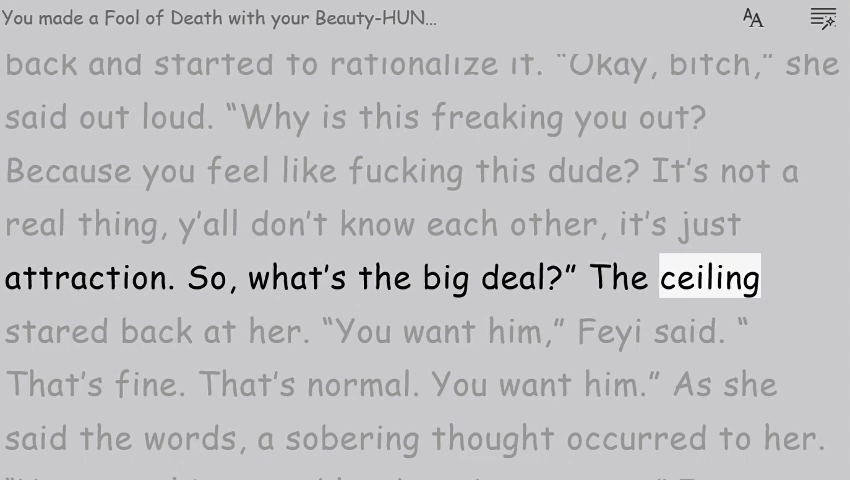 You made a Fool of Death with your Beauty-HUN...
back and started to rationalize it. “Okay, bitch,” she
said out loud. “Why is this freaking you out?
Because you feel like fucking this dude? It’s not a
real thing, y’all don’t know each other, it’s just
attraction. So, what’s the big deal?” The ceiling
stared back at her. “You want him,” Feyi said. “
That’s fine. That’s normal. You want him.” As she
said the words, a sobering thought occurred to her.